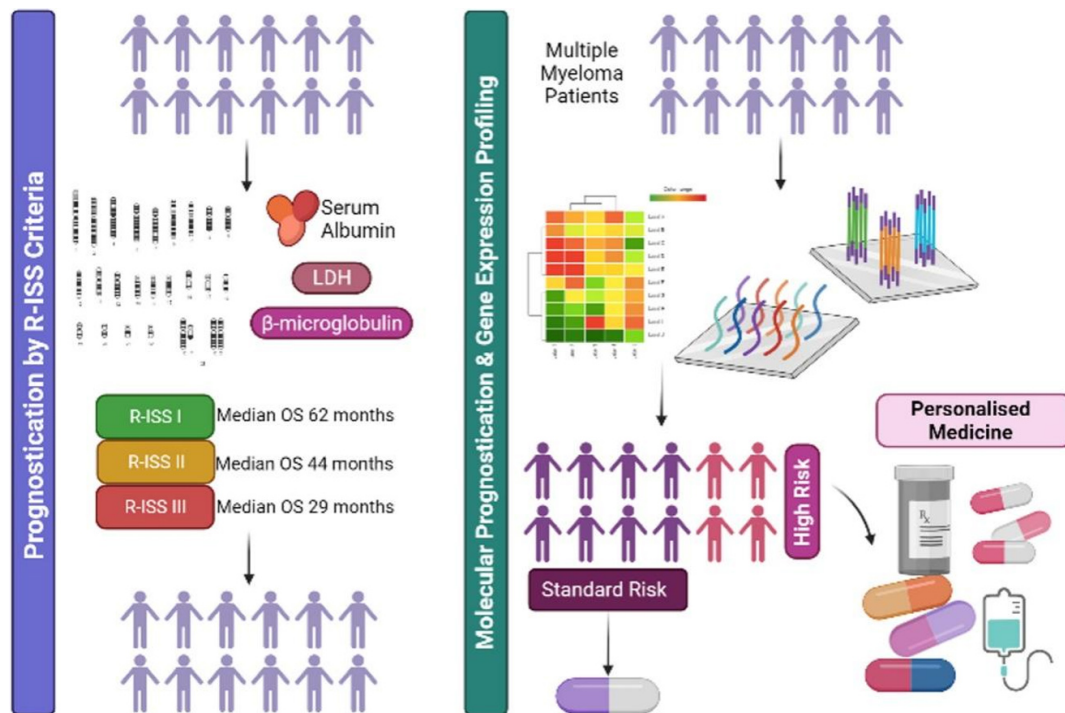 Prognostication by R-ISS Criteria
Serum
Albumin
LDH
β-microglobulin
R-ISS I
Median OS 62 months
R-ISS II
Median OS 44 months
R-ISS III
Median OS 29 months
Molecular Prognostication & Gene Expression Profiling
Multiple
Myeloma
Patients
High Risk
Standard Risk
Personalised
Medicine
Rx